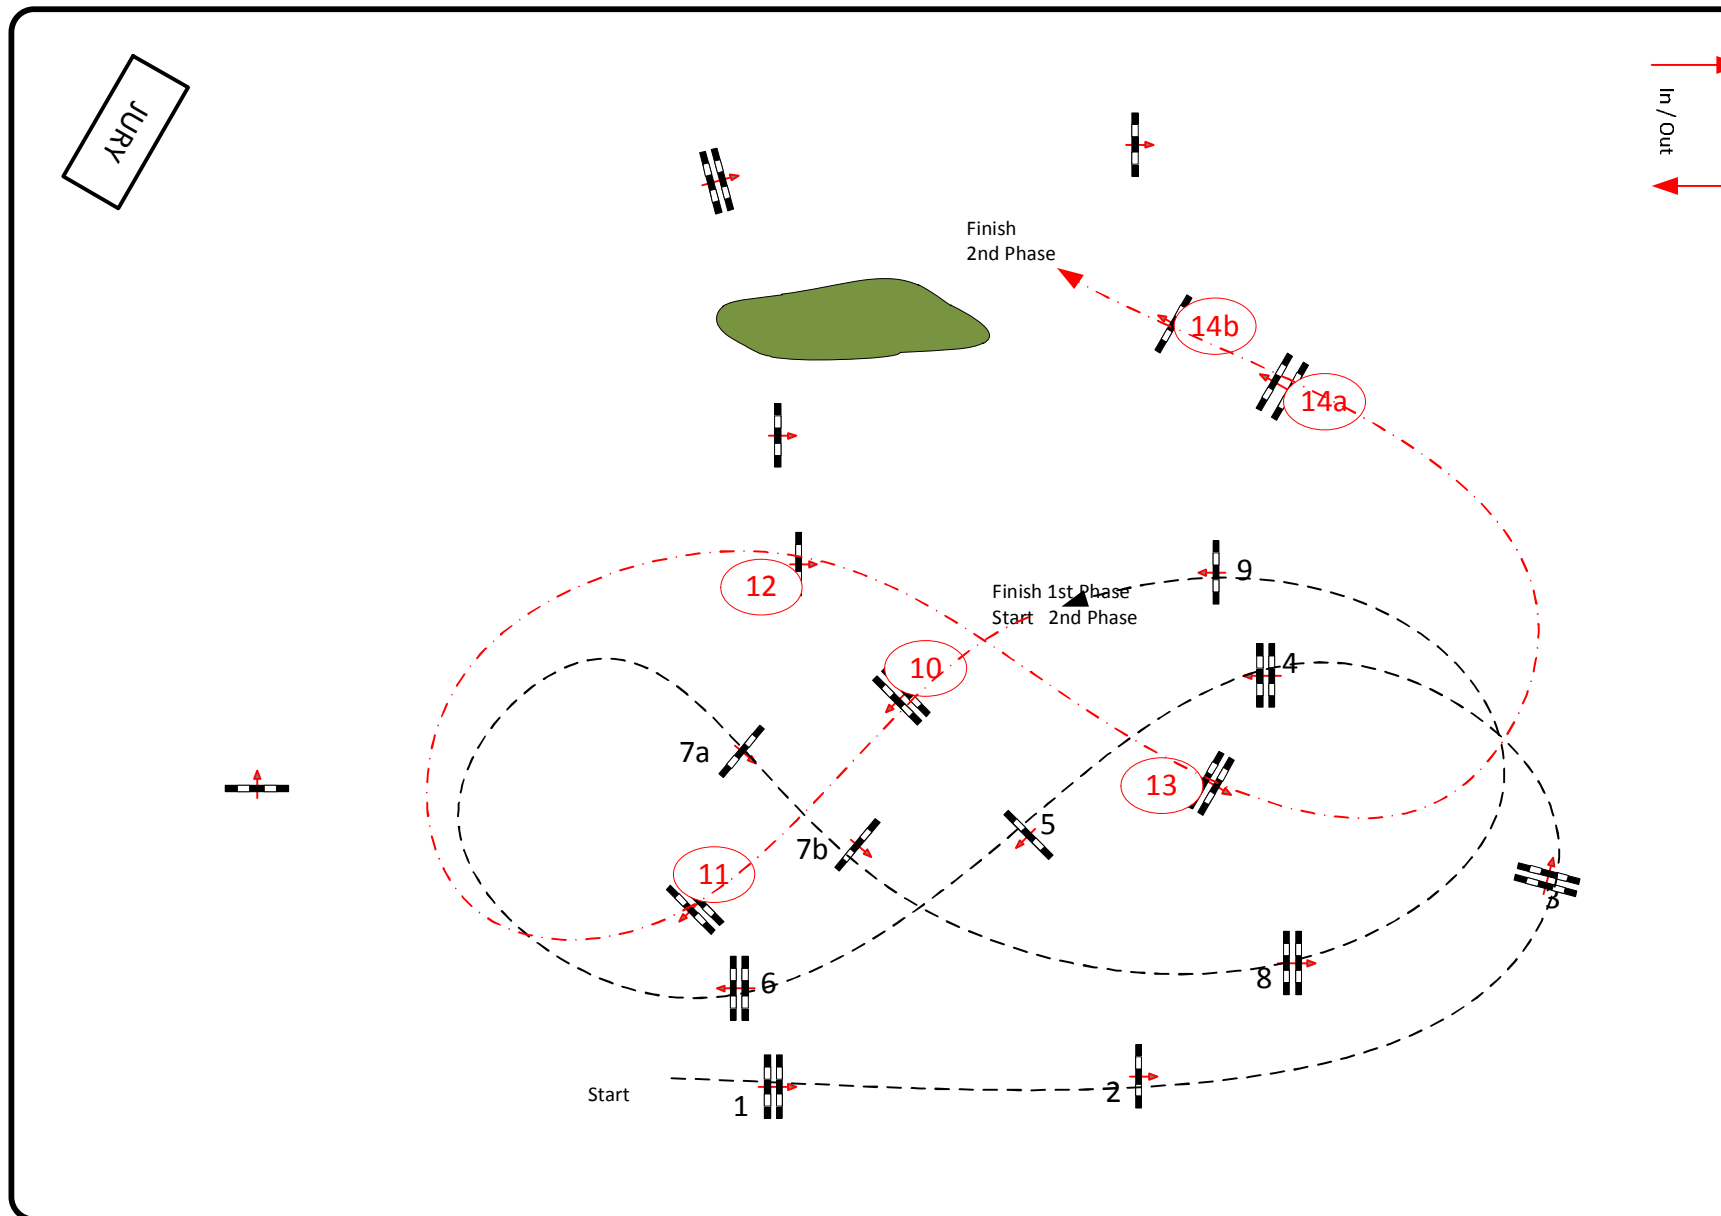 JURY
In / Out
Finish
2nd Phase
14b
14a
12
Finish 1st Phase
Start 2nd Phase
9
10
4
7a
13
5
7b
11
3
6
8
Start
1
2